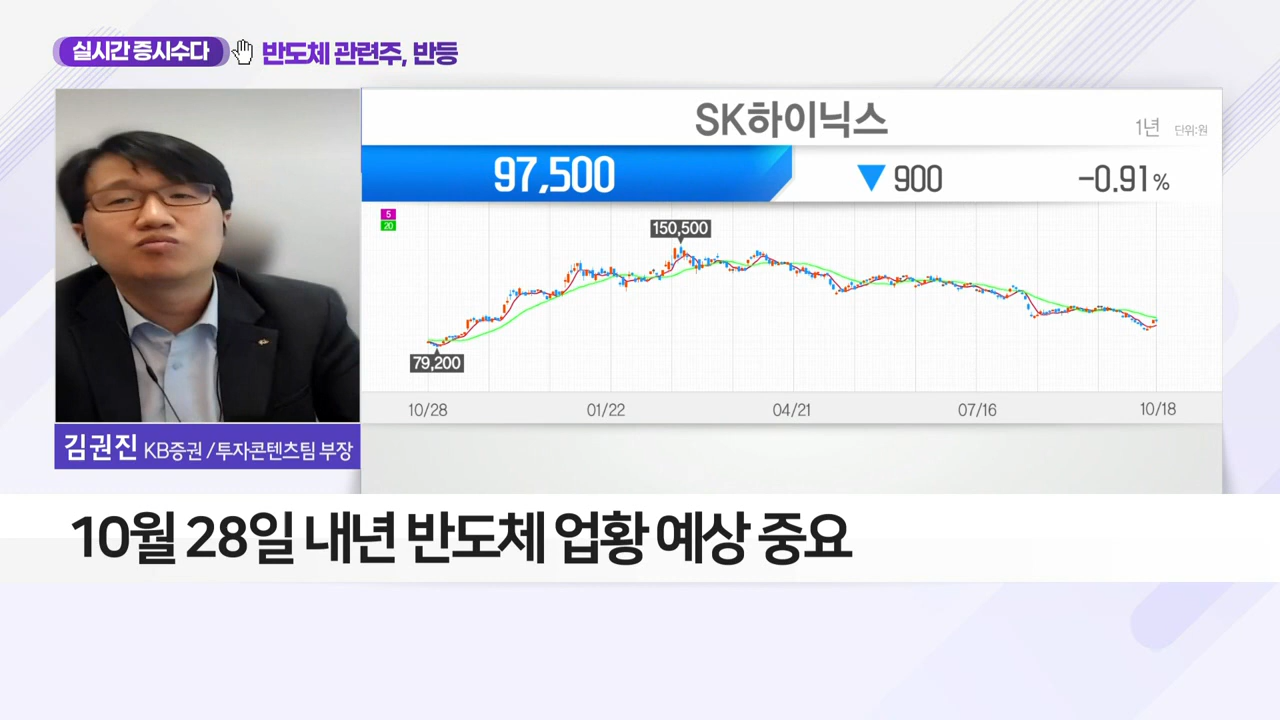 실시간 증시수다 반도체 관련주, 반등
SK하이닉스
1년 단위:원
97,500 ▼ 900 -0.91%
5
20
150,500
79,200
10/28 01/22 04/21 07/16 10/18
김권진 KB증권 / 투자콘텐츠팀 부장
10월 28일 내년 반도체 업황 예상 중요